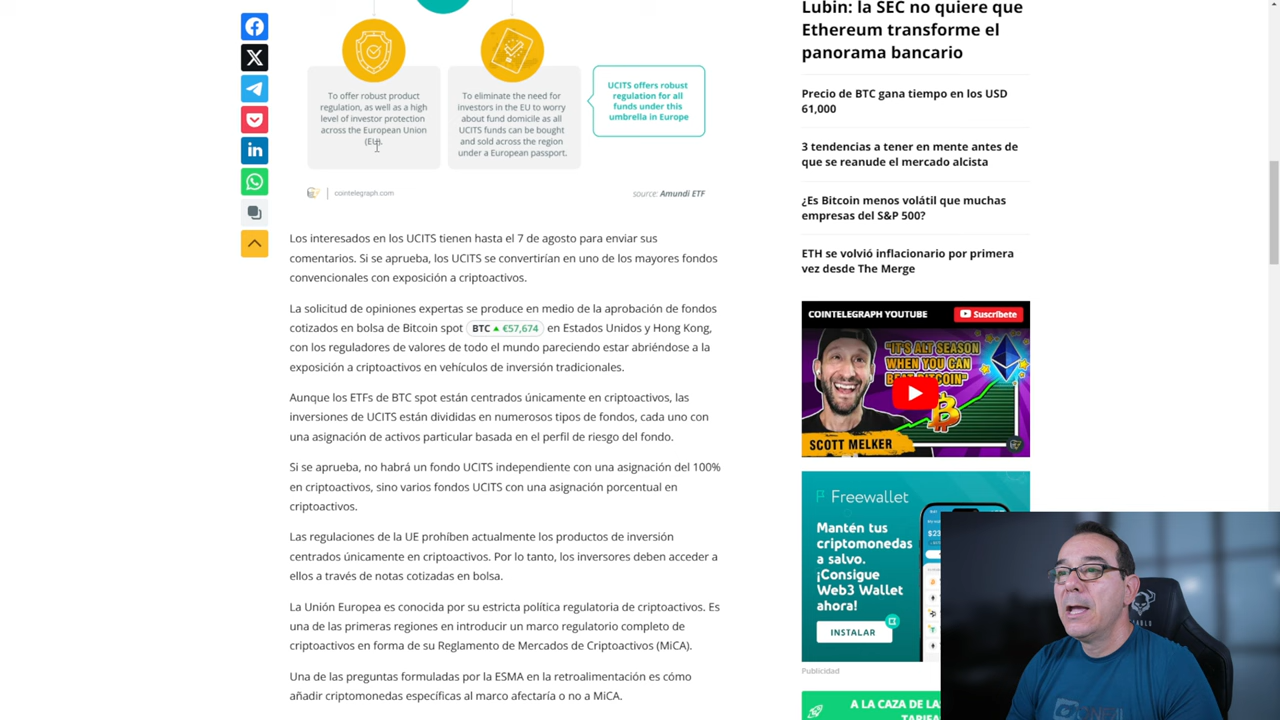 To offer robust product
regulation, as well as a high
level of investor protection
across the European Union
(EU).
To eliminate the need for
investors in the EU to worry
about fund domicile as all
UCITS funds can be bought
and sold across the region
under a European passport.
UCITS offers robust
regulation for all
funds under this
umbrella in Europe
cointelegraph.com
source: Amundi ETF
Los interesados en los UCITS tienen hasta el 7 de agosto para enviar sus
comentarios. Si se aprueba, los UCITS se convertirían en uno de los mayores fondos
convencionales con exposición a criptoactivos.
La solicitud de opiniones expertas se produce en medio de la aprobación de fondos
cotizados en bolsa de Bitcoin spot BTC €57,674 en Estados Unidos y Hong Kong,
con los reguladores de valores de todo el mundo pareciendo estar abriéndose a la
exposición a criptoactivos en vehículos de inversión tradicionales.
Aunque los ETFs de BTC spot están centrados únicamente en criptoactivos, las
inversiones de UCITS están divididas en numerosos tipos de fondos, cada uno con
una asignación de activos particular basada en el perfil de riesgo del fondo.
Si se aprueba, no habrá un fondo UCITS independiente con una asignación del 100%
en criptoactivos, sino varios fondos UCITS con una asignación porcentual en
criptoactivos.
Las regulaciones de la UE prohíben actualmente los productos de inversión
centrados únicamente en criptoactivos. Por lo tanto, los inversores deben acceder a
ellos a través de notas cotizadas en bolsa.
La Unión Europea es conocida por su estricta política regulatoria de criptoactivos. Es
una de las primeras regiones en introducir un marco regulatorio completo de
criptoactivos en forma de su Reglamento de Mercados de Criptoactivos (MiCA).
Una de las preguntas formuladas por la ESMA en la retroalimentación es cómo
añadir criptomonedas específicas al marco afectaría o no a MiCA.
Lubin: la SEC no quiere que
Ethereum transforme el
panorama bancario
Precio de BTC gana tiempo en los USD
61,000
3 tendencias a tener en mente antes de
que se reanude el mercado alcista
¿Es Bitcoin menos volátil que muchas
empresas del S&P 500?
ETH se volvió inflacionario por primera
vez desde The Merge
COINTELEGRAPH YOUTUBE
Suscríbete
"IT'S ALT SEASON
WHEN YOU CAN
BEAT BITCOIN"
SCOTT MELKER
Freewallet
Mantén tus
criptomonedas
a salvo.
¡Consigue
Web3 Wallet
ahora!
INSTALAR
Publicidad
A LA CAZA DE LAS